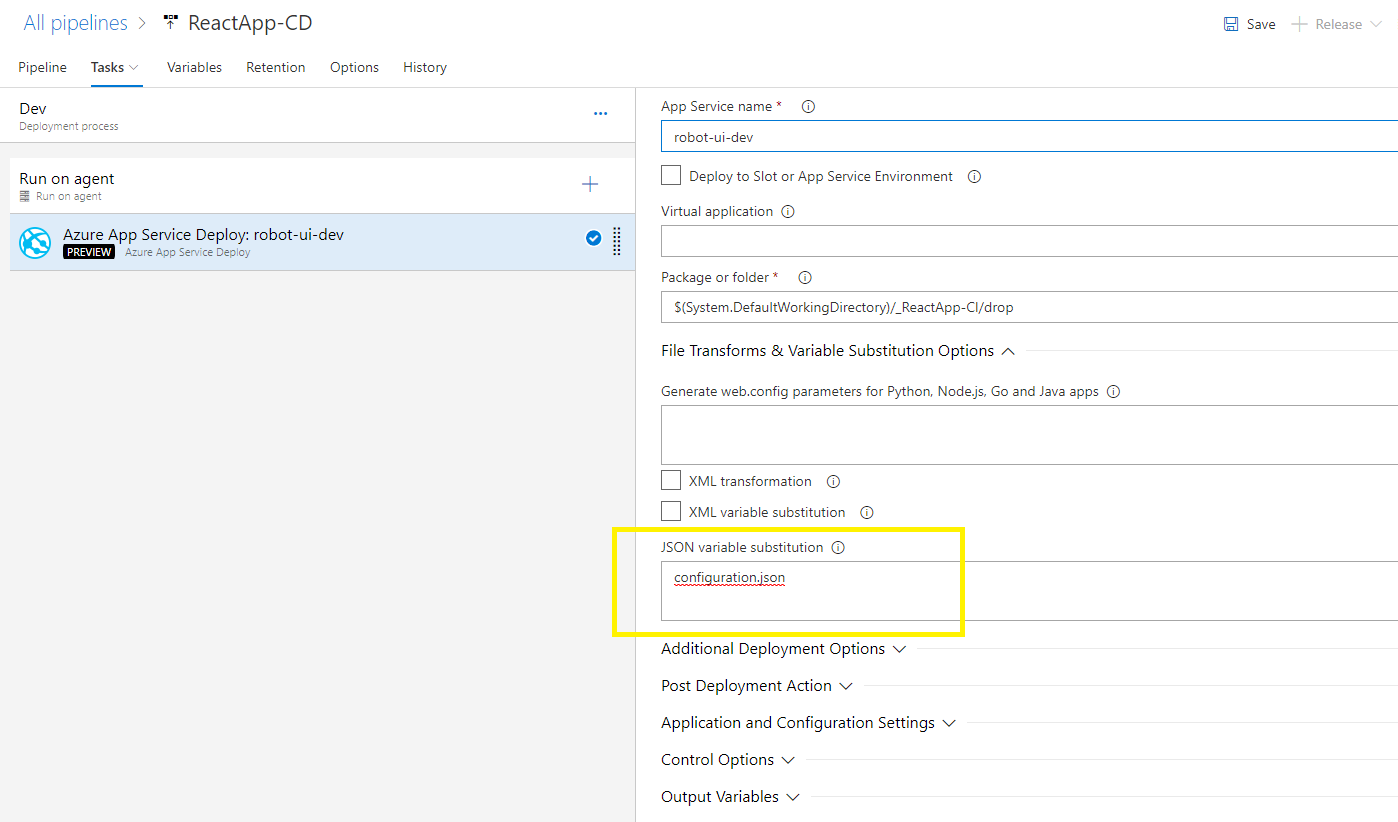 All pipelines > ReactApp-CD
Save
Release
Pipeline
Tasks
Variables
Retention
Options
History
Dev
Deployment process
...
Run on agent
Run on agent
Azure App Service Deploy: robot-ui-dev
PREVIEW Azure App Service Deploy
App Service name *
robot-ui-dev
Deploy to Slot or App Service Environment
Virtual application
Package or folder *
$(System.DefaultWorkingDirectory)/_ReactApp-CI/drop
File Transforms & Variable Substitution Options
Generate web.config parameters for Python, Node.js, Go and Java apps
XML transformation
XML variable substitution
JSON variable substitution
configuration.json
Additional Deployment Options
Post Deployment Action
Application and Configuration Settings
Control Options
Output Variables